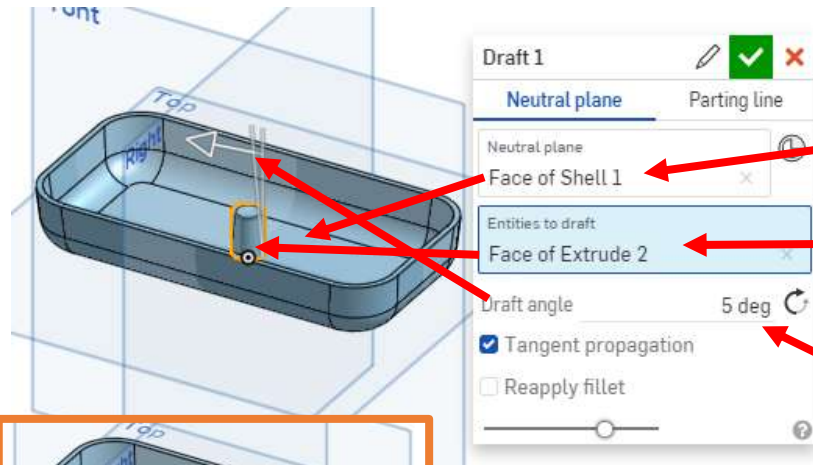 ront
Top
Right
Draft 1
Neutral plane
Parting line
Neutral plane
Face of Shell 1
Entities to draft
Face of Extrude 2
Draft angle
5 deg
Tangent propagation
Reapply fillet
Top